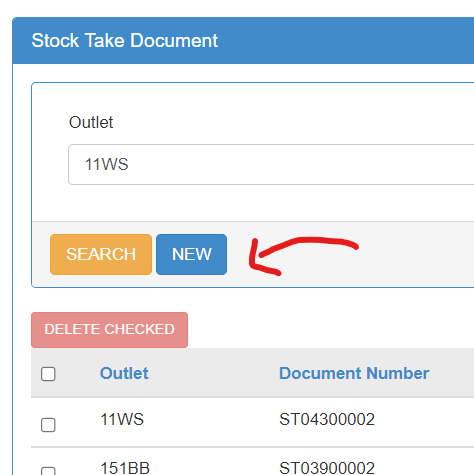 Stock Take Document
Outlet
11WS
SEARCH NEW
DELETE CHECKED
Outlet Document Number
11WS ST04300002
151BB ST03900002